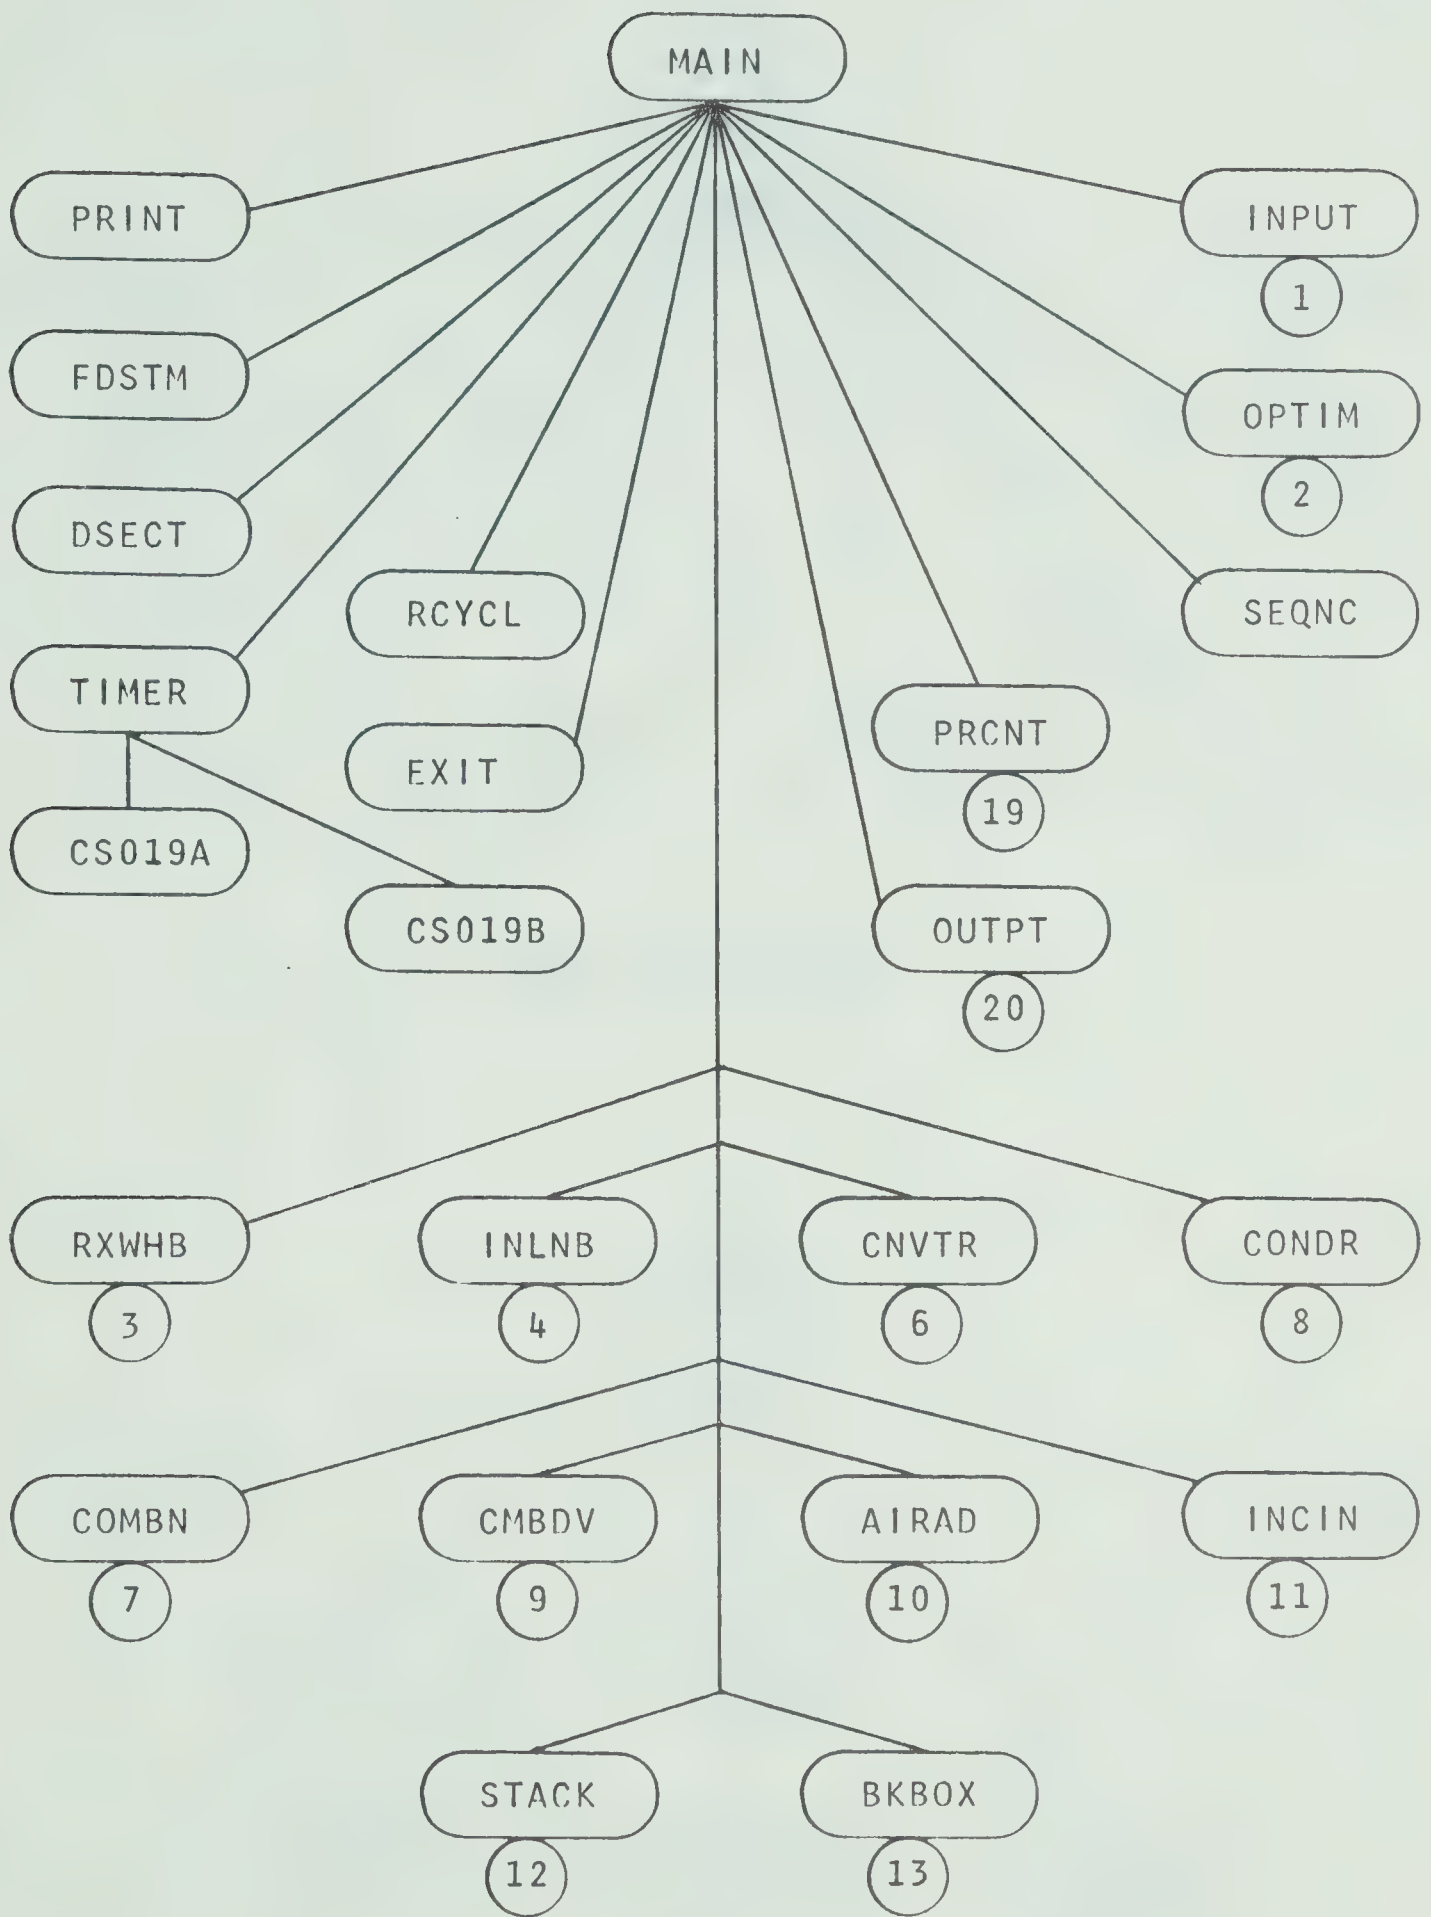 MAIN
PRINT
INPUT
1
FDSTM
OPTIM
2
DSECT
RCYCL
SEQNC
TIMER
PRCNT
19
EXIT
CS019A
CS019B
OUTPT
20
RXWHB
INLNB
CNVTR
CONDR
3
4
6
8
COMBN
CMBDV
AIRAD
INCIN
7
9
10
11
STACK
BKBOX
12
13